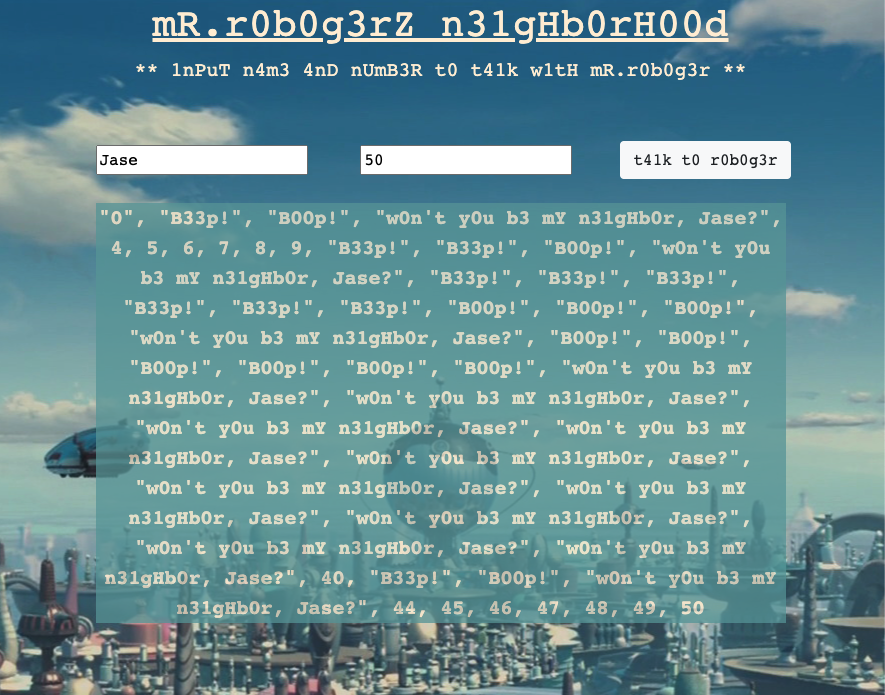 mR.r0b0g3rZ n31gHb0rH00d
** 1nPuT n4m3 4nD nUmB3R t0 t41k w1tH mR.r0b0g3r **
Jase 50 t41k t0 r0b0g3r
"0", "B33p!", "B00p!", "w0n't y0u b3 mY n31gHb0r, Jase?",
4, 5, 6, 7, 8, 9, "B33p!", "B33p!", "B00p!", "w0n't y0u
b3 mY n31gHb0r, Jase?", "B33p!", "B33p!", "B33p!",
"B33p!", "B33p!", "B33p!", "B00p!", "B00p!", "B00p!",
"w0n't y0u b3 mY n31gHb0r, Jase?", "B00p!", "B00p!",
"B00p!", "B00p!", "B00p!", "B00p!", "w0n't y0u b3 mY
n31gHb0r, Jase?", "w0n't y0u b3 mY n31gHb0r, Jase?",
"w0n't y0u b3 mY n31gHb0r, Jase?", "w0n't y0u b3 mY
n31gHb0r, Jase?", "w0n't y0u b3 mY n31gHb0r, Jase?",
"w0n't y0u b3 mY n31gHb0r, Jase?", "w0n't y0u b3 mY
n31gHb0r, Jase?", "w0n't y0u b3 mY n31gHb0r, Jase?",
"w0n't y0u b3 mY n31gHb0r, Jase?", "w0n't y0u b3 mY
n31gHb0r, Jase?", 40, "B33p!", "B00p!", "w0n't y0u b3 mY
n31gHb0r, Jase?", 44, 45, 46, 47, 48, 49, 50